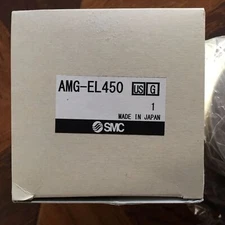 AMG-EL450 US G
1
MADE IN JAPAN
SMC